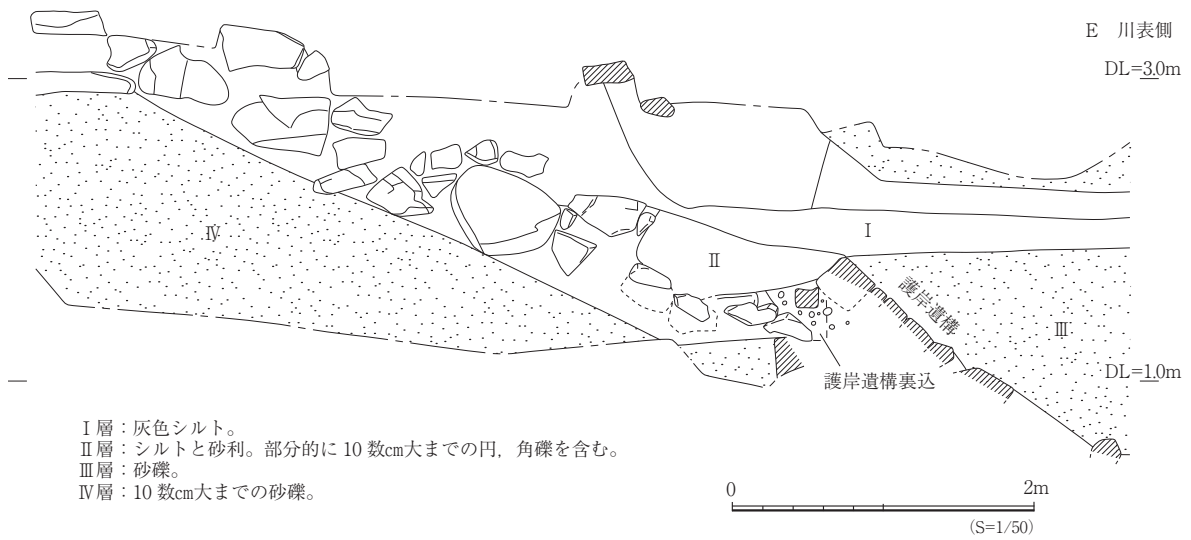 E 川表側
DL=3.0m
Ⅳ
Ⅰ
Ⅱ
護岸遺構
Ⅲ
DL=1.0m
護岸遺構裏込
Ⅰ層：灰色シルト。
Ⅱ層：シルトと砂利。部分的に 10 数㎝大までの円，角礫を含む。
Ⅲ層：砂礫。
Ⅳ層：10 数㎝大までの砂礫。
0 2m
(S=1/50)